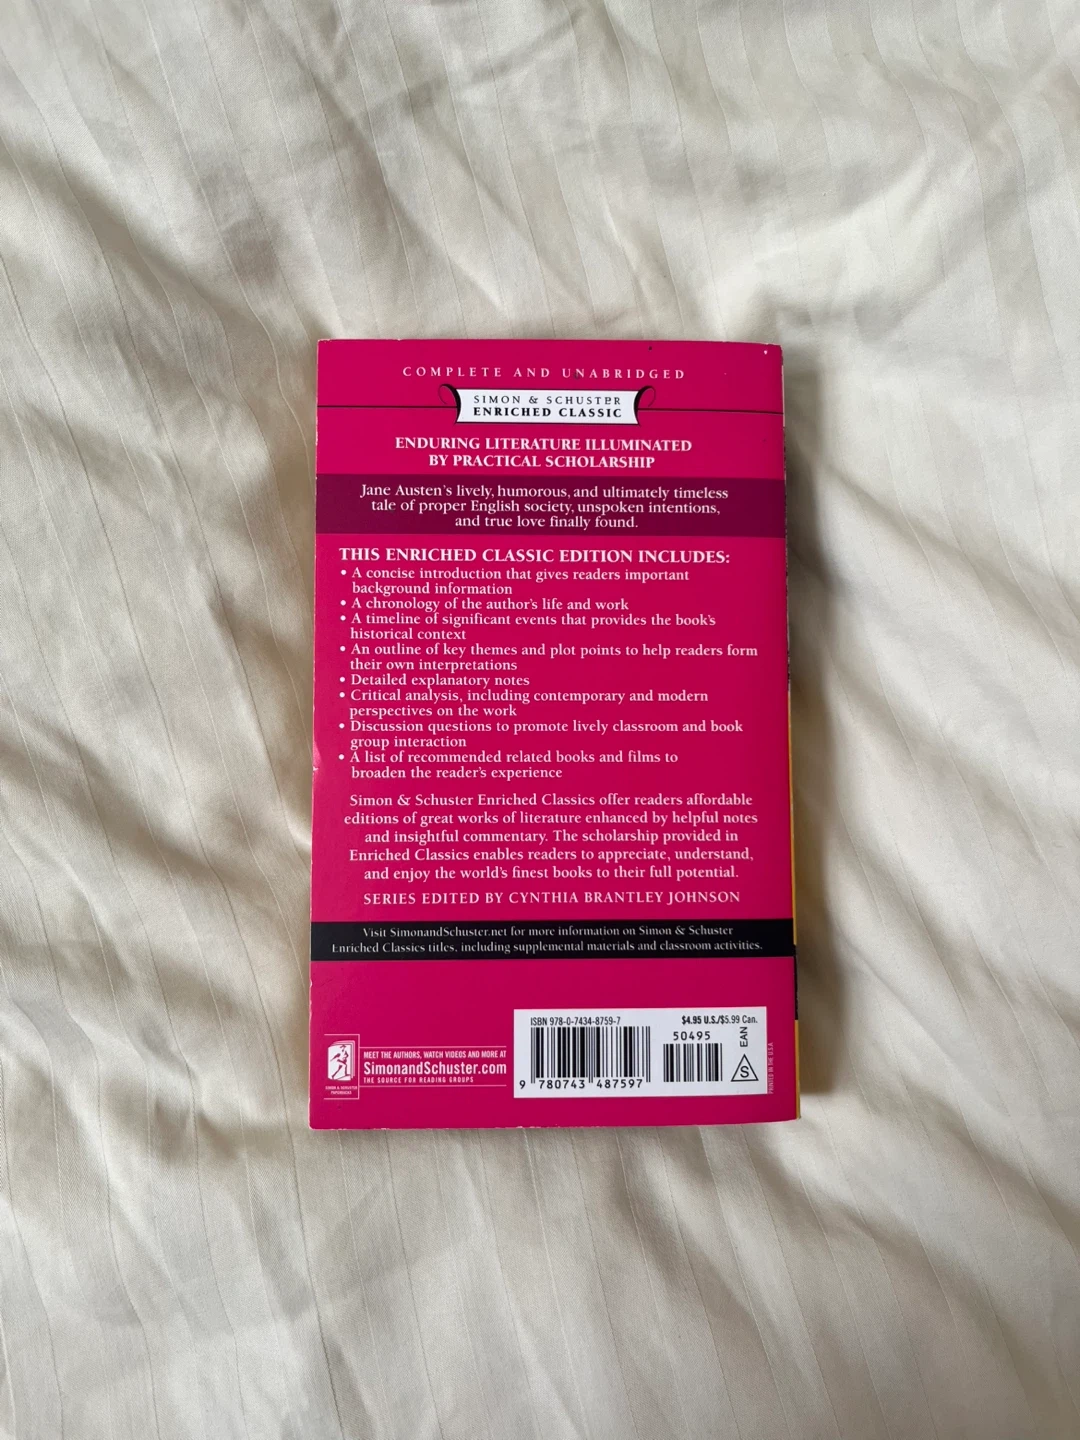 COMPLETE AND UNABRIDGED
SIMON & SCHUSTER
ENRICHED CLASSIC
ENDURING LITERATURE ILLUMINATED
BY PRACTICAL SCHOLARSHIP
Jane Austen's lively, humorous, and ultimately timeless
tale of proper English society, unspoken intentions,
and true love finally found.
THIS ENRICHED CLASSIC EDITION INCLUDES:
• A concise introduction that gives readers important
background information
• A chronology of the author's life and work
• A timeline of significant events that provides the book's
historical context
• An outline of key themes and plot points to help readers form
their own interpretations
• Detailed explanatory notes
• Critical analysis, including contemporary and modern
perspectives on the work
• Discussion questions to promote lively classroom and book
group interaction
• A list of recommended related books and films to
broaden the reader's experience
Simon & Schuster Enriched Classics offer readers affordable
editions of great works of literature enhanced by helpful notes
and insightful commentary. The scholarship provided in
Enriched Classics enables readers to appreciate, understand,
and enjoy the world's finest books to their full potential.
SERIES EDITED BY CYNTHIA BRANTLEY JOHNSON
Visit SimonandSchuster.net for more information on Simon & Schuster
Enriched Classics titles, including supplemental materials and classroom activities.
SIMON & SCHUSTER
PAPERBACKS
MEET THE AUTHORS, WATCH VIDEOS AND MORE AT
SimonandSchuster.com
THE SOURCE FOR READING GROUPS
ISBN 978-0-7434-8759-7
$4.95 U.S./$5.99 Can.
50495
9 780743 487597
EAN
S
PRINTED IN THE U.S.A.